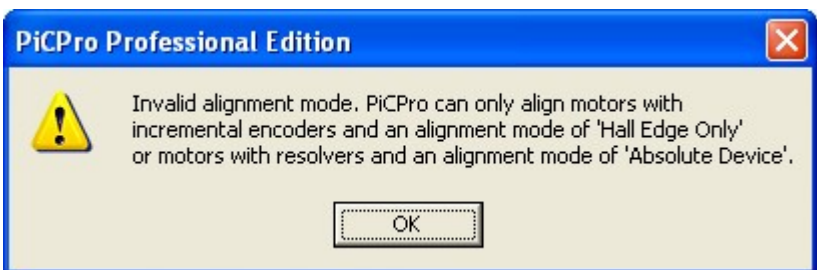 PiCPro Professional Edition
Invalid alignment mode. PiCPro can only align motors with
incremental encoders and an alignment mode of 'Hall Edge Only'
or motors with resolvers and an alignment mode of 'Absolute Device'.
OK